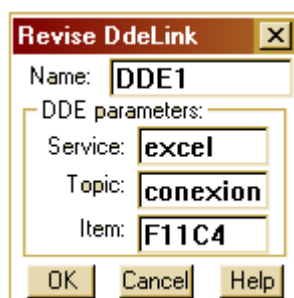 Revise DdeLink
Name: DDE1
DDE parameters:
Service: excel
Topic: conexion
Item: F11C4
OK Cancel Help